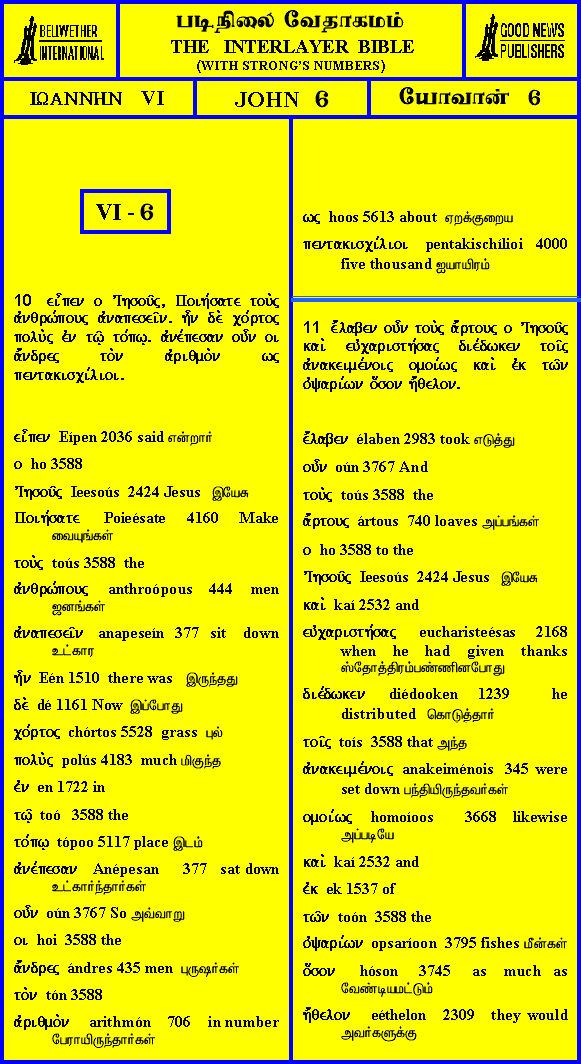 BELLWETHER
INTERNATIONAL
படிநிலை வேதாகமம்
THE INTERLAYER BIBLE
(WITH STRONG'S NUMBERS)
GOOD NEWS
PUBLISHERS
ΙΩΑΝΝΗΝ VI
JOHN 6
யோவான் 6
VI - 6
10 εἶπεν ο Ἰησοῦς, Ποιήσατε τοὺς
ἀνθρώπους ἀναπεσεῖν. ἦν δὲ χόρτος
πολὺς ἐν τῷ τόπῳ. ἀνέπεσαν οὖν οι
ἄνδρες τὸν ἀριθμὸν ως
πεντακισχίλιοι.
εἶπεν Eípen 2036 said என்றார்
ο ho 3588
Ἰησοῦς Ieesoús 2424 Jesus இயேசு
Ποιήσατε Poieésate 4160 Make
வையுங்கள்
τοὺς toús 3588 the
ἀνθρώπους anthroópous 444 men
ஜனங்கள்
ἀναπεσεῖν anapeseín 377 sit down
உட்கார
ἦν Eén 1510 there was இருந்தது
δὲ dé 1161 Now இப்போது
χόρτος chórtos 5528 grass புல்
πολὺς polús 4183 much மிகுந்த
ἐν en 1722 in
τῷ toó 3588 the
τόπῳ tópoo 5117 place இடம்
ἀνέπεσαν Anépesan 377 sat down
உட்கார்ந்தார்கள்
οὖν oún 3767 So அவ்வாறு
οι hoi 3588 the
ἄνδρες ándres 435 men புருஷர்கள்
τὸν tón 3588
ἀριθμὸν arithmón 706 in number
பேராயிருந்தார்கள்
ως hoos 5613 about ஏறக்குறைய
πεντακισχίλιοι pentakischílioi 4000
five thousand ஐயாயிரம்
11 ἔλαβεν οὖν τοὺς ἄρτους ο Ἰησοῦς
καὶ εὐχαριστήσας διέδωκεν τοῖς
ἀνακειμένοις ομοίως καὶ ἐκ τῶν
ὀψαρίων ὅσον ἤθελον.
ἔλαβεν élaben 2983 took எடுத்து
οὖν oún 3767 And
τοὺς toús 3588 the
ἄρτους ártous 740 loaves அப்பங்கள்
ο ho 3588 to the
Ἰησοῦς Ieesoús 2424 Jesus இயேசு
καὶ kaí 2532 and
εὐχαριστήσας eucharisteésas 2168
when he had given thanks
ஸ்தோத்திரம்பண்ணினபோது
διέδωκεν diédooken 1239 he
distributed கொடுத்தார்
τοῖς toís 3588 that அந்த
ἀνακειμένοις anakeiménois 345 were
set down பந்தியிருந்தவர்கள்
ομοίως homoíoos 3668 likewise
அப்படியே
καὶ kaí 2532 and
ἐκ ek 1537 of
τῶν toón 3588 the
ὀψαρίων opsaríoon 3795 fishes மீன்கள்
ὅσον hóson 3745 as much as
வேண்டியமட்டும்
ἤθελον eéthelon 2309 they would
அவர்களுக்கு